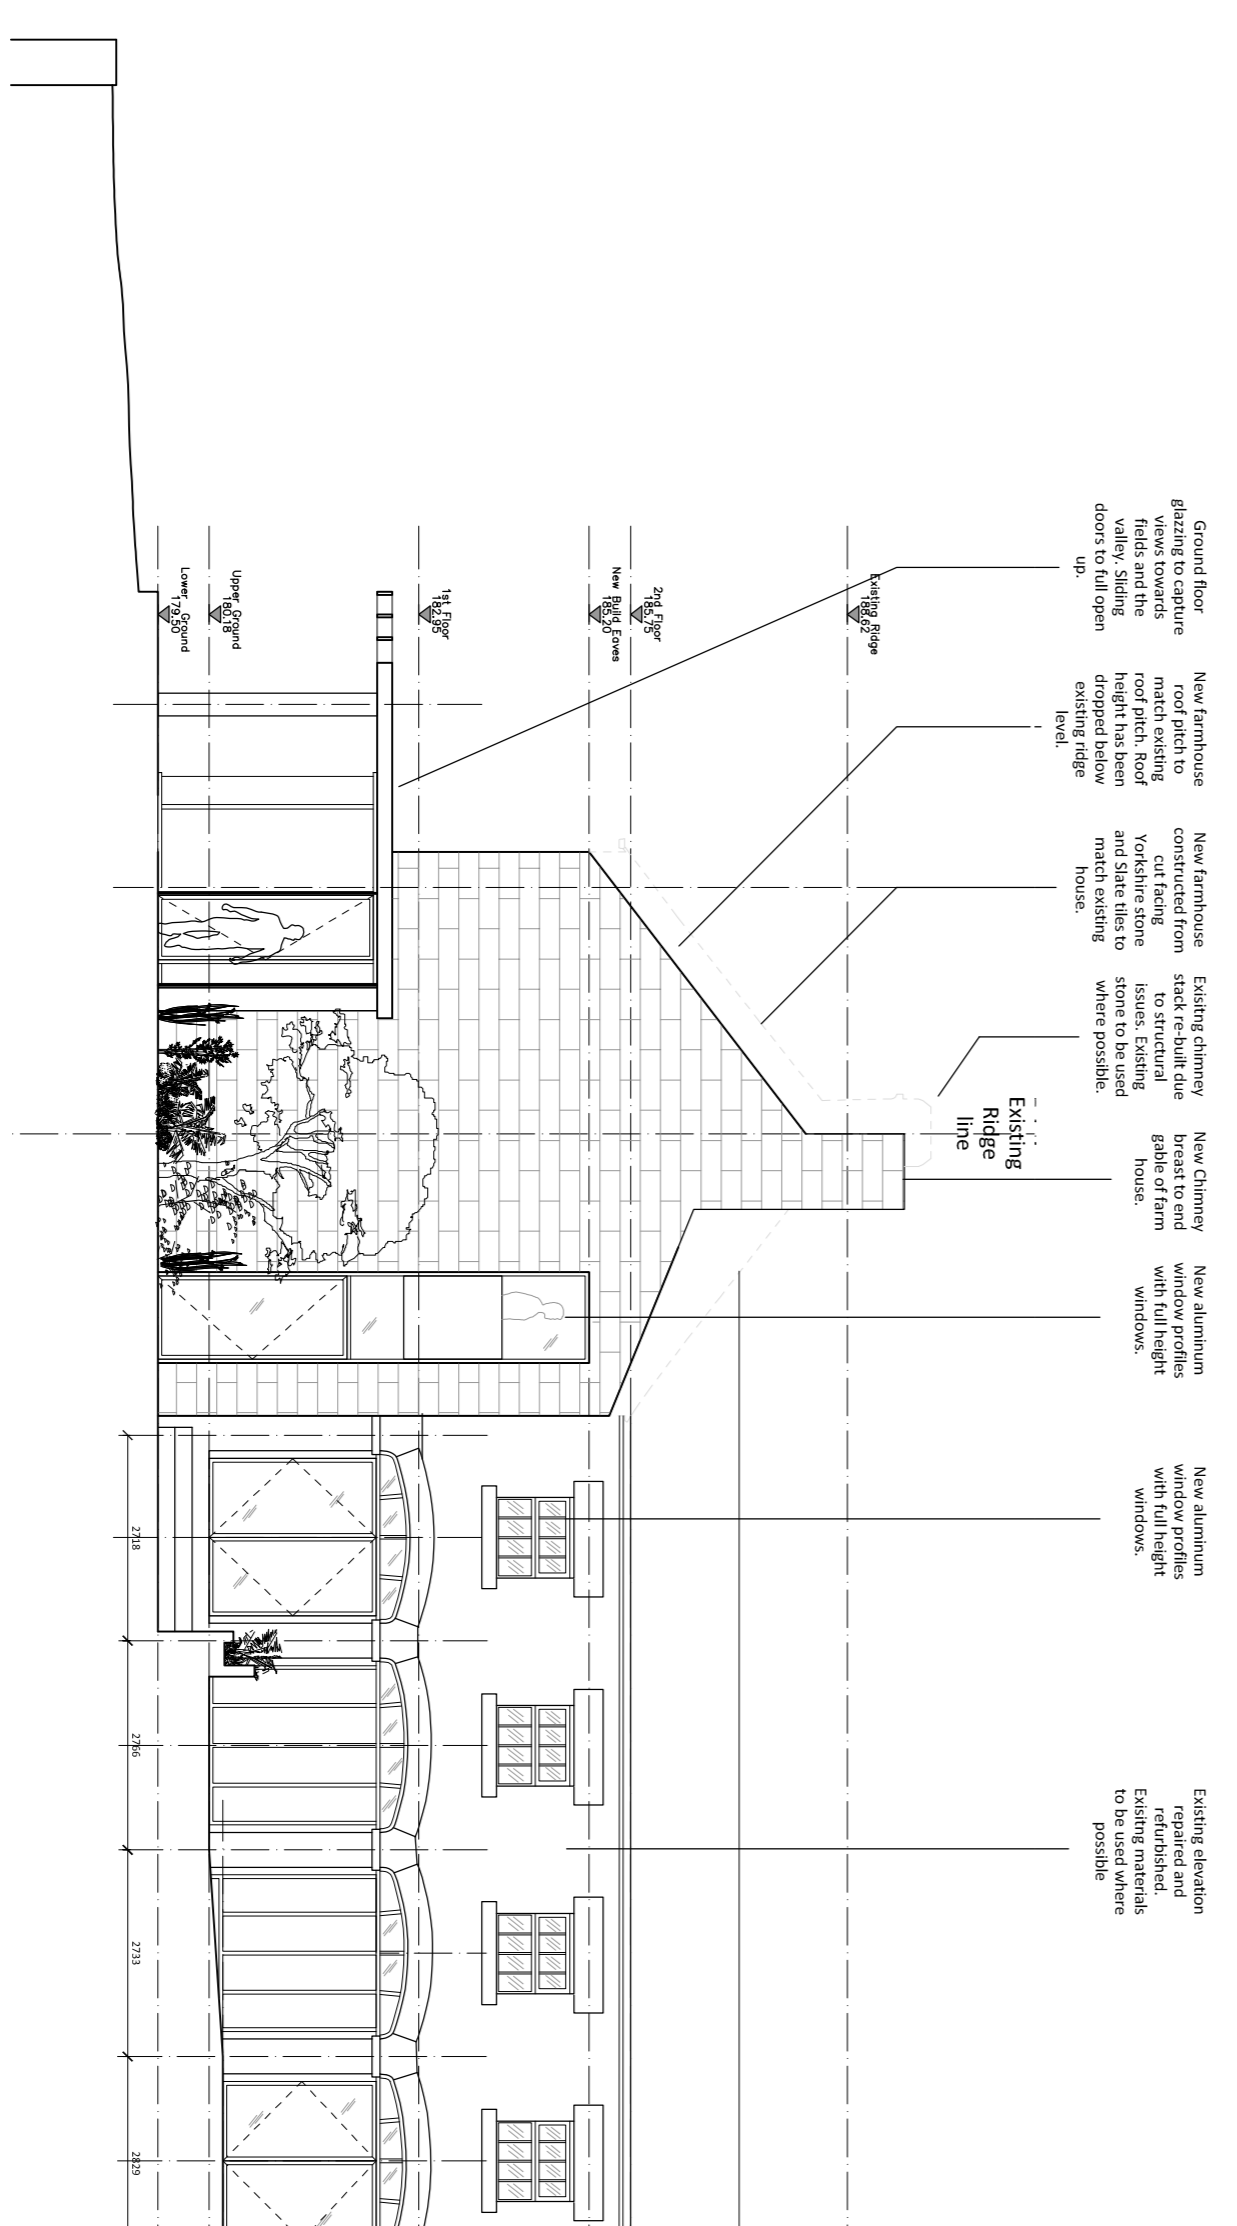 Ground floor
glazzing to capture
views towards
fields and the
valley. Sliding
doors to full open
up.
New farmhouse
roof pitch to
match existing
roof pitch. Roof
height has been
dropped below
existing ridge
level.
New farmhouse
constructed from
cut facing
Yorkshire stone
and Slate tiles to
match existing
house.
Exisitng chimney
stack re-built due
to structural
issues. Existing
stone to be used
where possible.
New Chimney
breast to end
gable of farm
house.
New aluminum
window profiles
with full height
windows.
New aluminum
window profiles
with full height
windows.
Existing elevation
repaired and
refurbished.
Exisitng materials
to be used where
possible
Existing
Ridge
line
Existing Ridge
188.62
2nd Floor
185.75
New Build Eaves
185.20
1st Floor
182.95
Upper Ground
180.18
Lower Ground
179.50
2718
2766
2733
2829